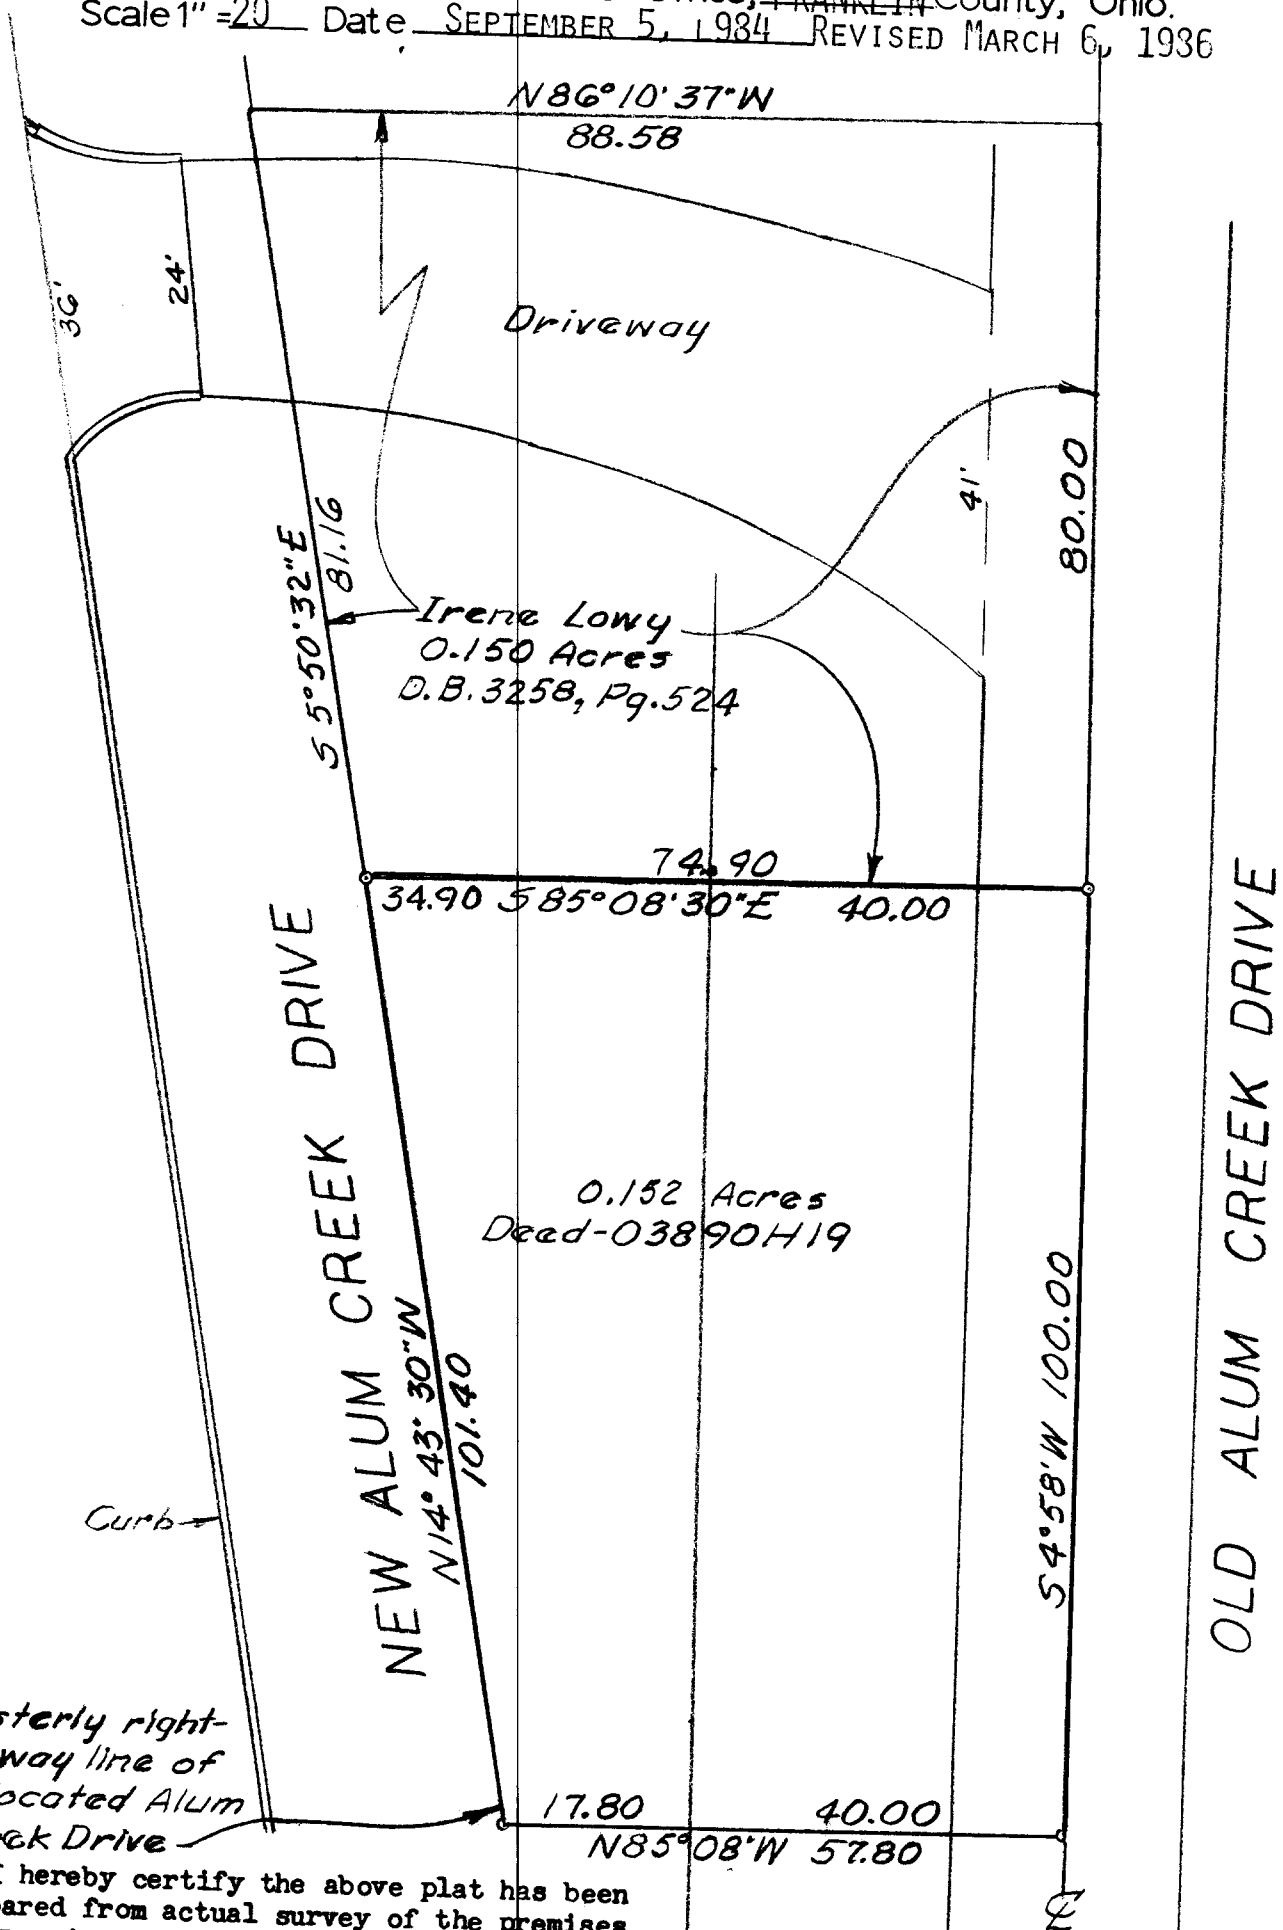 Scale 1" = 20 Date SEPTEMBER 5, 1984 REVISED MARCH 6, 1986
FRANKLIN County, Ohio.
N86°10'37"W
88.58
36'
24'
Driveway
41'
80.00
S 5°50'32"E
81.16
Irene Lowy
0.150 Acres
D.B. 3258, Pg. 524
74.90
34.90 S85°08'30"E 40.00
NEW ALUM CREEK DRIVE
OLD ALUM CREEK DRIVE
0.152 Acres
Deed-03890H19
N14° 43' 30"W
101.40
S4°58'W 100.00
Curb
sterly right-
way line of
ocated Alum
ek Drive
17.80 40.00
N85°08'W 57.80
I hereby certify the above plat has been
ared from actual survey of the premises